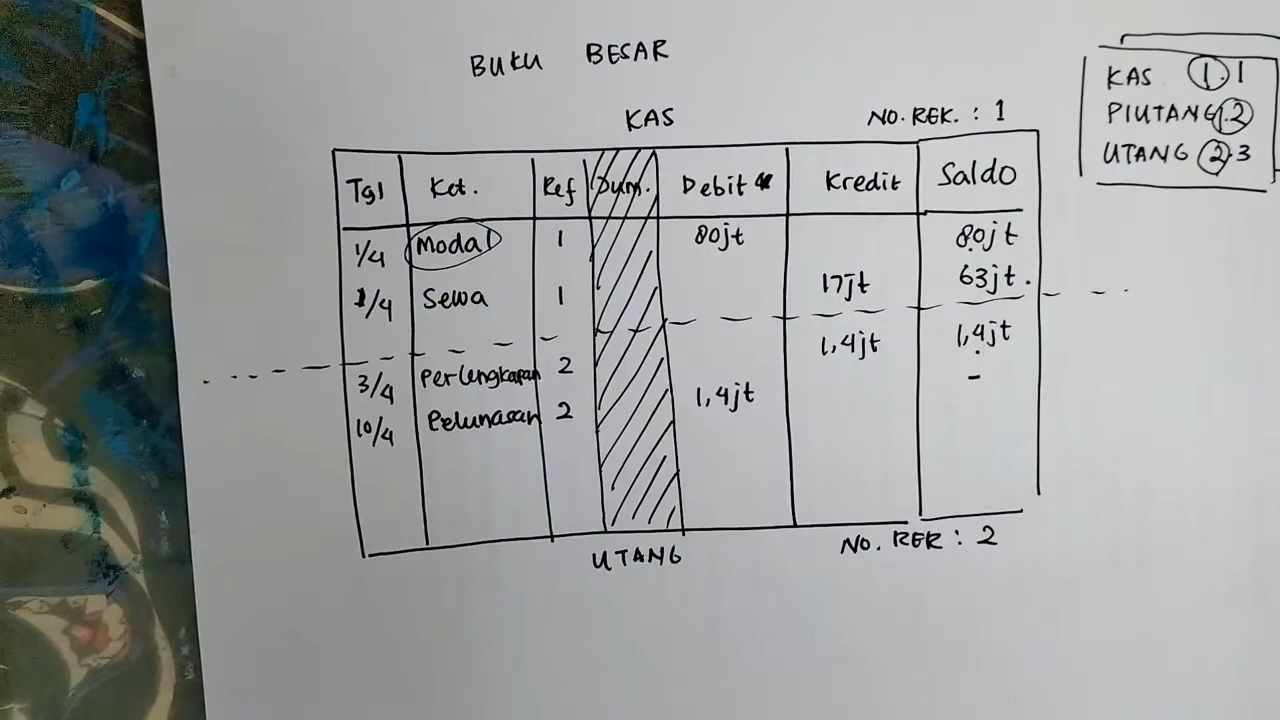 BUKU BESAR
KAS NO. REK. : 1
Tgl Ket. Ref Dum. Debit Kredit Saldo
1/4 Modal 1 80jt 80jt
1/4 Sewa 1 17jt 63jt.
3/4 Perlengkapan 2 1,4jt 1,4jt
10/4 Pelunasan 2 1,4jt -
UTANG NO. REK : 2
KAS 1.1
PIUTANG 1.2
UTANG 2.3